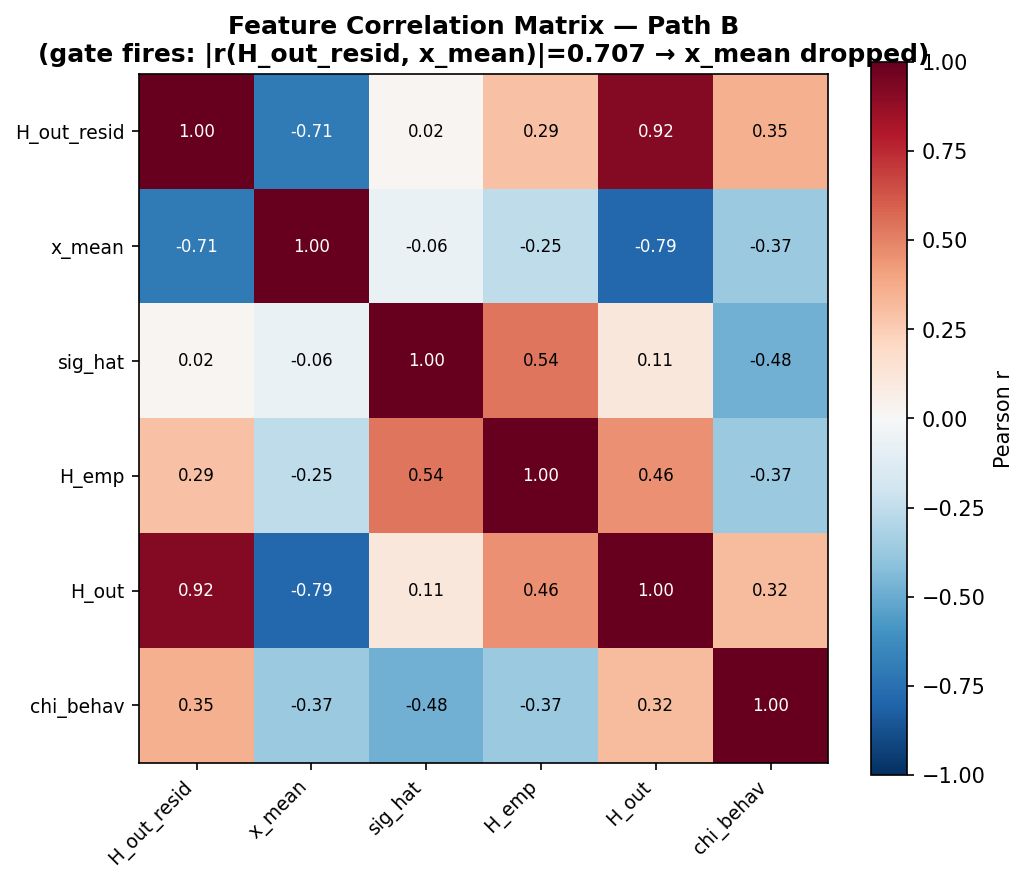 Feature Correlation Matrix — Path B
(gate fires: |r(H_out_resid, x_mean)|=0.707 → x_mean dropped)
H_out_resid 1.00 -0.71 0.02 0.29 0.92 0.35
x_mean -0.71 1.00 -0.06 -0.25 -0.79 -0.37
sig_hat 0.02 -0.06 1.00 0.54 0.11 -0.48
H_emp 0.29 -0.25 0.54 1.00 0.46 -0.37
H_out 0.92 -0.79 0.11 0.46 1.00 0.32
chi_behav 0.35 -0.37 -0.48 -0.37 0.32 1.00
H_out_resid x_mean sig_hat H_emp H_out chi_behav
1.00
0.75
0.50
0.25
0.00
−0.25
−0.50
−0.75
−1.00
Pearson r